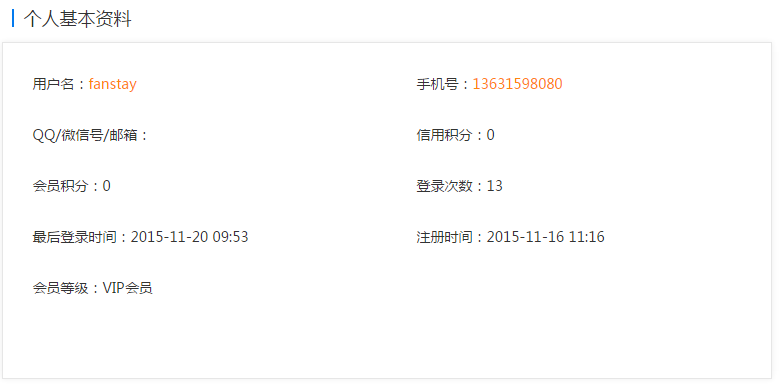 个人基本资料
用户名：fanstay 手机号：13631598080
QQ/微信号/邮箱： 信用积分：0
会员积分：0 登录次数：13
最后登录时间：2015-11-20 09:53 注册时间：2015-11-16 11:16
会员等级：VIP会员